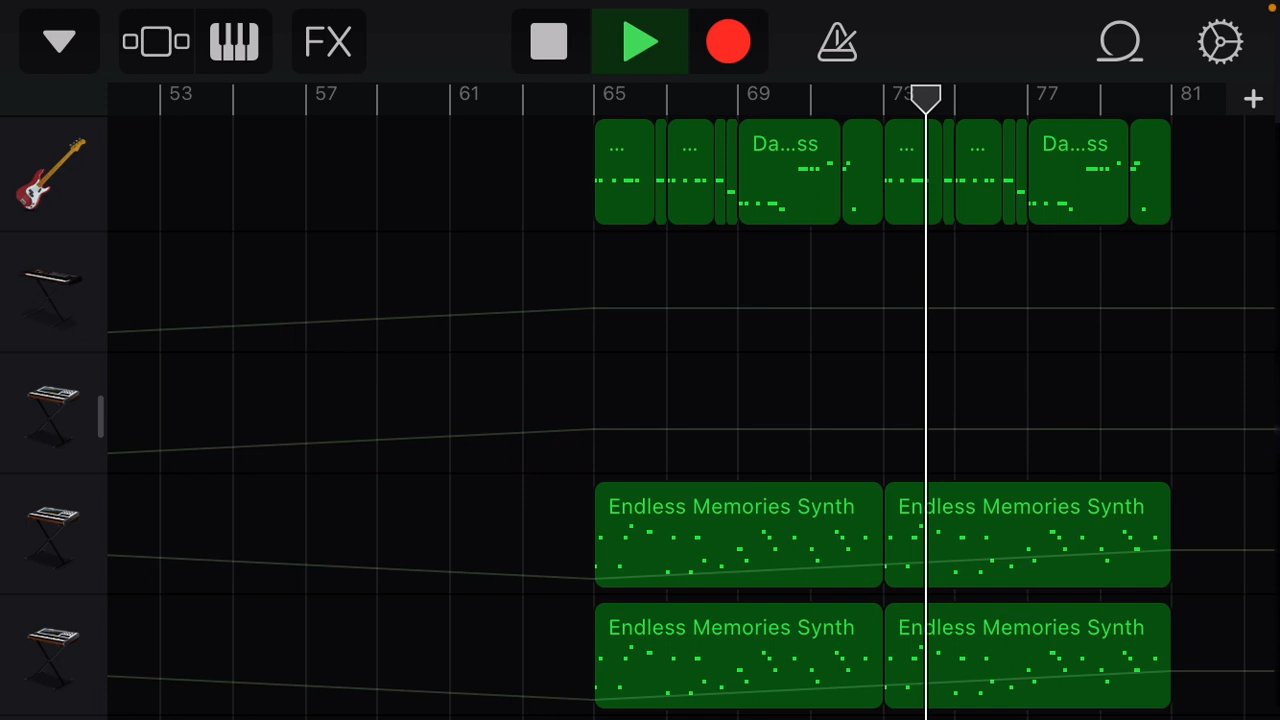 FX
53 57 61 65 69 73 77 81
... ... Da...ss ... ... Da...ss
Endless Memories Synth Endless Memories Synth
Endless Memories Synth Endless Memories Synth